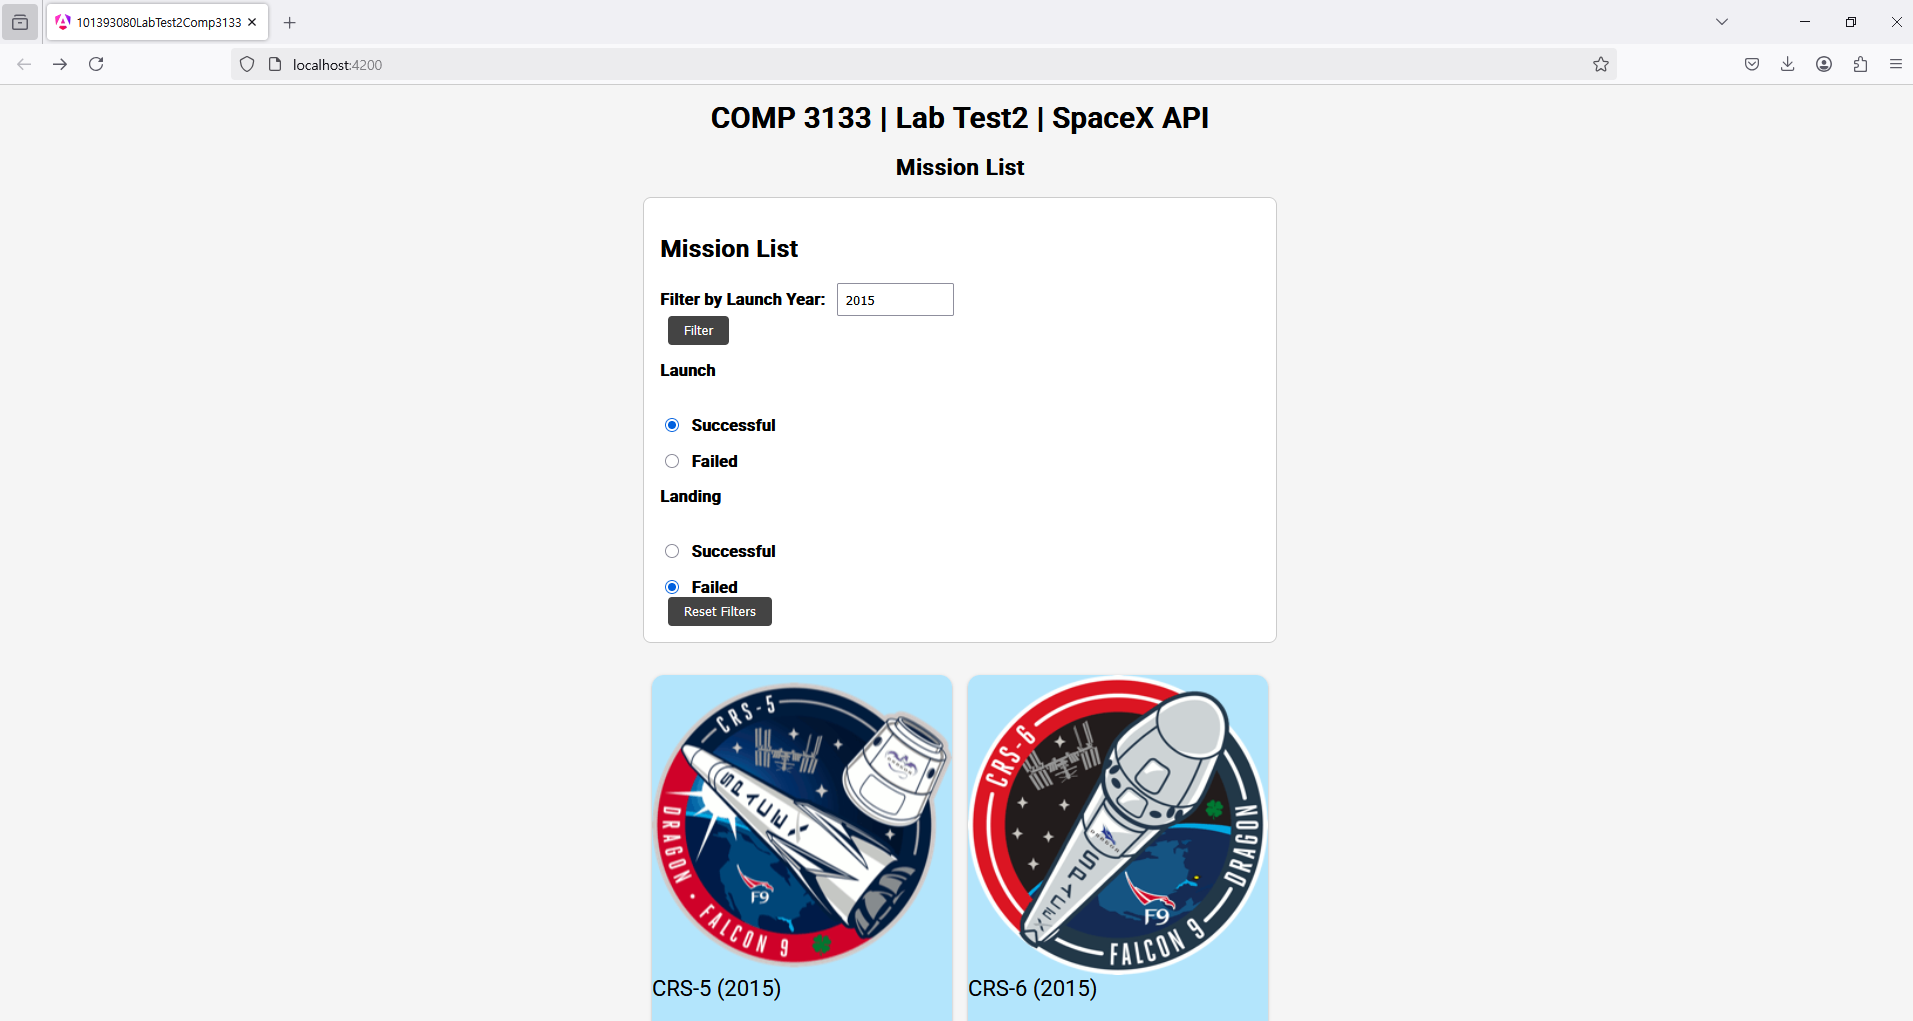 101393080LabTest2Comp3133
localhost:4200
COMP 3133 | Lab Test2 | SpaceX API
Mission List
Mission List
Filter by Launch Year: 2015
Filter
Launch
Successful
Failed
Landing
Successful
Failed
Reset Filters
CRS-5
SPACEX
F9
DRAGON • FALCON 9
CRS-5 (2015)
CRS-6
DRAGON
SPACEX
F9
FALCON 9
CRS-6 (2015)